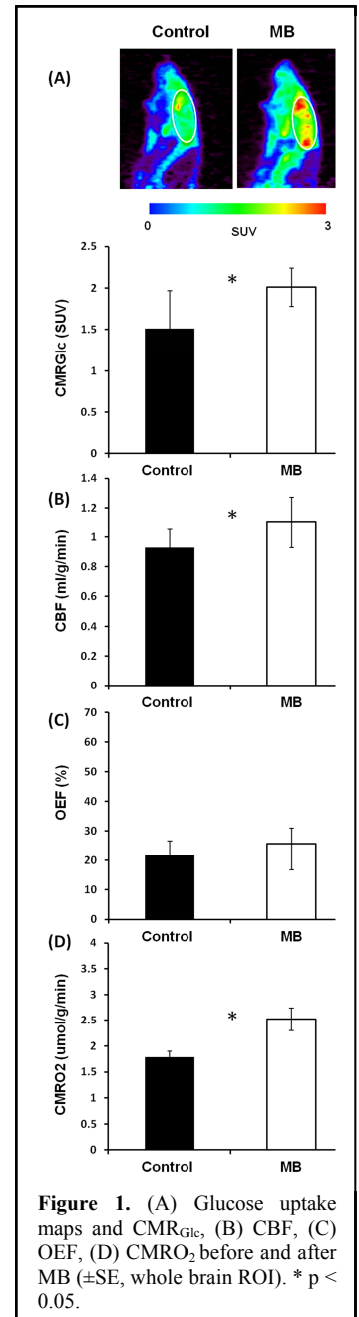 Control MB
(A)
0 3
SUV
2.5
2
1.5
1
0.5
0
CMRGlc (SUV)
*
Control MB
(B)
1.4
1.2
1
0.8
0.6
0.4
0.2
0
CBF (ml/g/min)
*
Control MB
(C)
70
60
50
40
30
20
10
0
OEF (%)
Control MB
(D)
4
3.5
3
2.5
2
1.5
1
0.5
0
CMRO2 (umol/g/min)
*
Control MB
Figure 1. (A) Glucose uptake
maps and CMRGlc, (B) CBF, (C)
OEF, (D) CMRO2 before and after
MB (±SE, whole brain ROI). * p <
0.05.